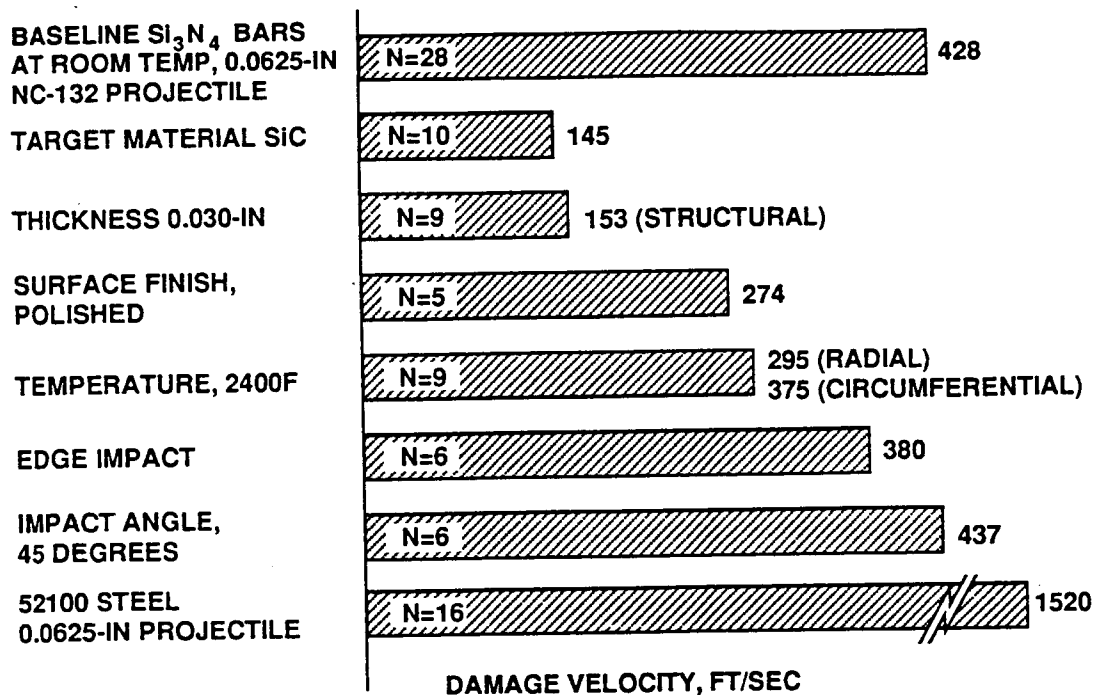 BASELINE Si₃N₄ BARS
AT ROOM TEMP, 0.0625-IN
NC-132 PROJECTILE
N=28
428
TARGET MATERIAL SiC
N=10
145
THICKNESS 0.030-IN
N=9
153 (STRUCTURAL)
SURFACE FINISH,
POLISHED
N=5
274
TEMPERATURE, 2400F
N=9
295 (RADIAL)
375 (CIRCUMFERENTIAL)
EDGE IMPACT
N=6
380
IMPACT ANGLE,
45 DEGREES
N=6
437
52100 STEEL
0.0625-IN PROJECTILE
N=16
1520
DAMAGE VELOCITY, FT/SEC